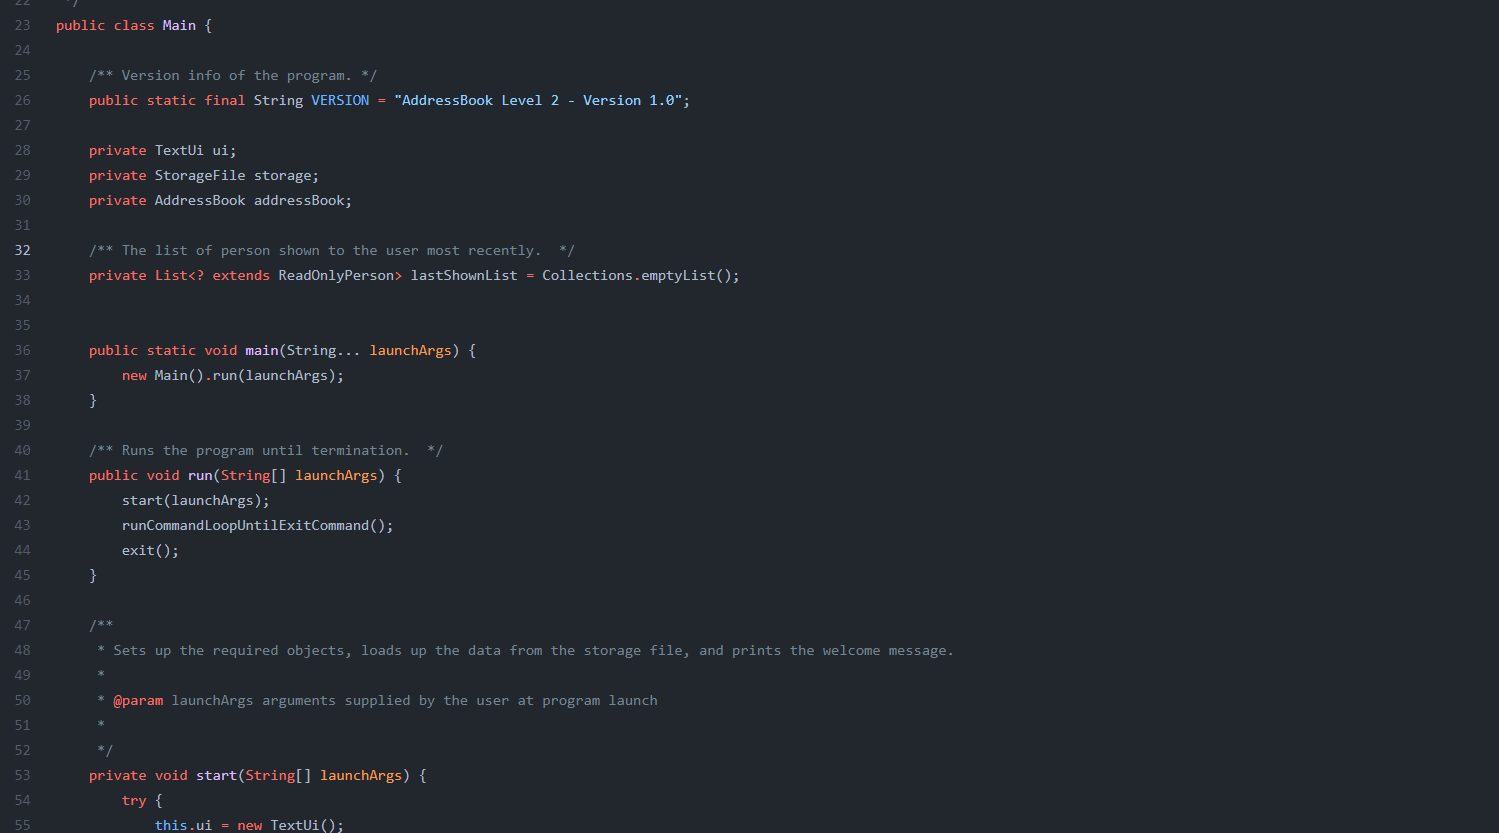 22 */
23 public class Main {
24
25 /** Version info of the program. */
26 public static final String VERSION = "AddressBook Level 2 - Version 1.0";
27
28 private TextUi ui;
29 private StorageFile storage;
30 private AddressBook addressBook;
31
32 /** The list of person shown to the user most recently.  */
33 private List<? extends ReadOnlyPerson> lastShownList = Collections.emptyList();
34
35
36 public static void main(String... launchArgs) {
37 new Main().run(launchArgs);
38 }
39
40 /** Runs the program until termination.  */
41 public void run(String[] launchArgs) {
42 start(launchArgs);
43 runCommandLoopUntilExitCommand();
44 exit();
45 }
46
47 /**
48 * Sets up the required objects, loads up the data from the storage file, and prints the welcome message.
49 *
50 * @param launchArgs arguments supplied by the user at program launch
51 *
52 */
53 private void start(String[] launchArgs) {
54 try {
55 this.ui = new TextUi();